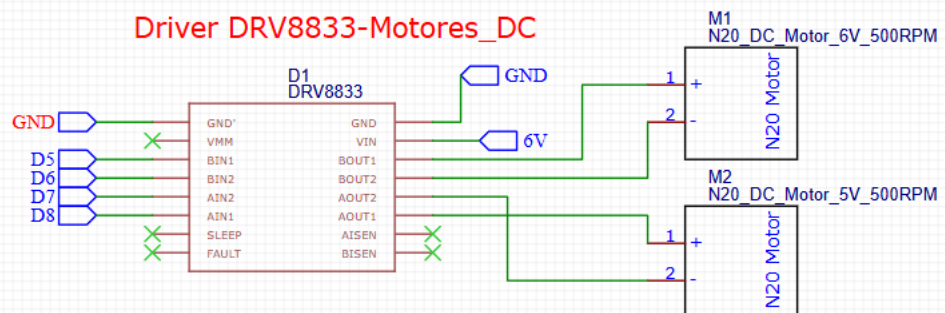 Driver DRV8833-Motores_DC
M1
N20_DC_Motor_6V_500RPM
D1
DRV8833
GND
GND
GND'
GND
VMM
VIN
6V
D5
BIN1
BOUT1
D6
BIN2
BOUT2
D7
AIN2
AOUT2
D8
AIN1
AOUT1
SLEEP
AISEN
FAULT
BISEN
1
+
2
-
N20 Motor
M2
N20_DC_Motor_5V_500RPM
1
+
2
-
N20 Motor